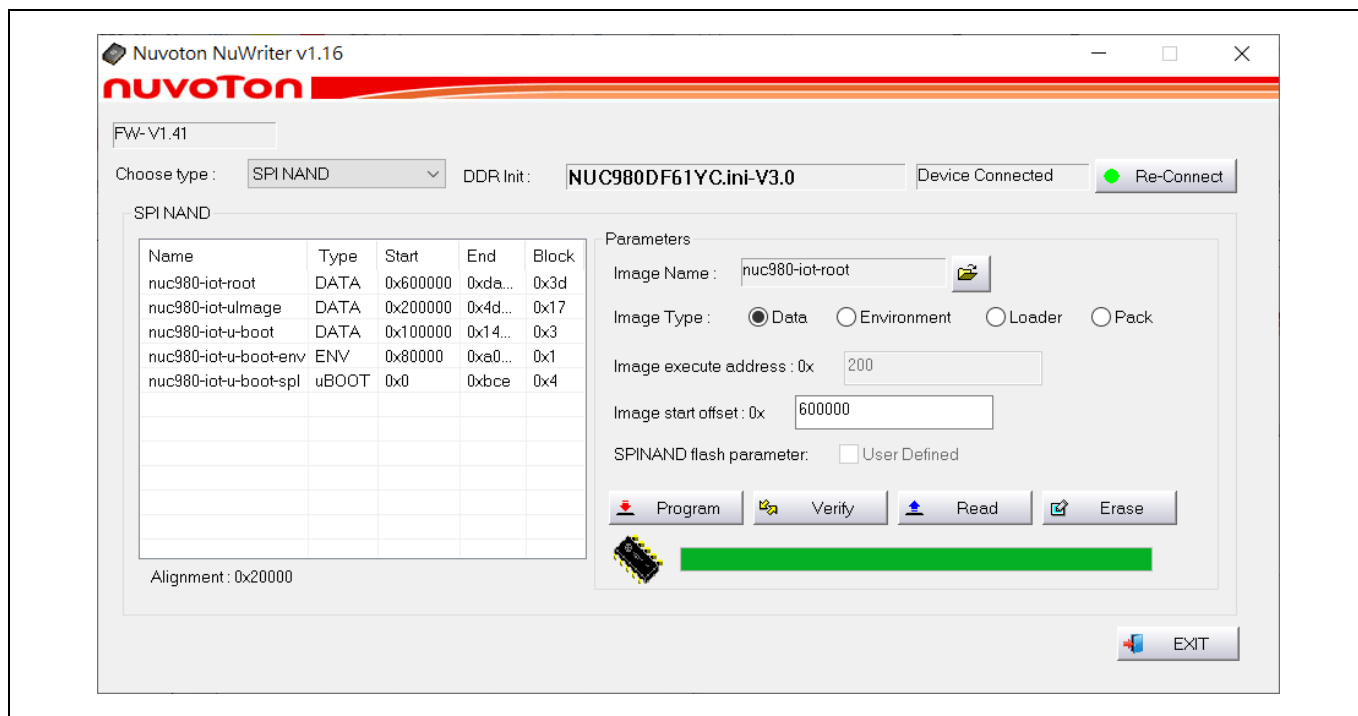 Nuvoton NuWriter v1.16
nuvoTon
FW- V1.41
Choose type : SPI NAND DDR Init : NUC980DF61YC.ini-V3.0 Device Connected Re-Connect
SPI NAND
Name Type Start End Block
nuc980-iot-root DATA 0x600000 0xda... 0x3d
nuc980-iot-uImage DATA 0x200000 0x4d... 0x17
nuc980-iot-u-boot DATA 0x100000 0x14... 0x3
nuc980-iot-u-boot-env ENV 0x80000 0xa0... 0x1
nuc980-iot-u-boot-spl uBOOT 0x0 0xbce 0x4
Alignment : 0x20000
Parameters
Image Name : nuc980-iot-root
Image Type : Data Environment Loader Pack
Image execute address : 0x 200
Image start offset : 0x 600000
SPINAND flash parameter: User Defined
Program Verify Read Erase
EXIT